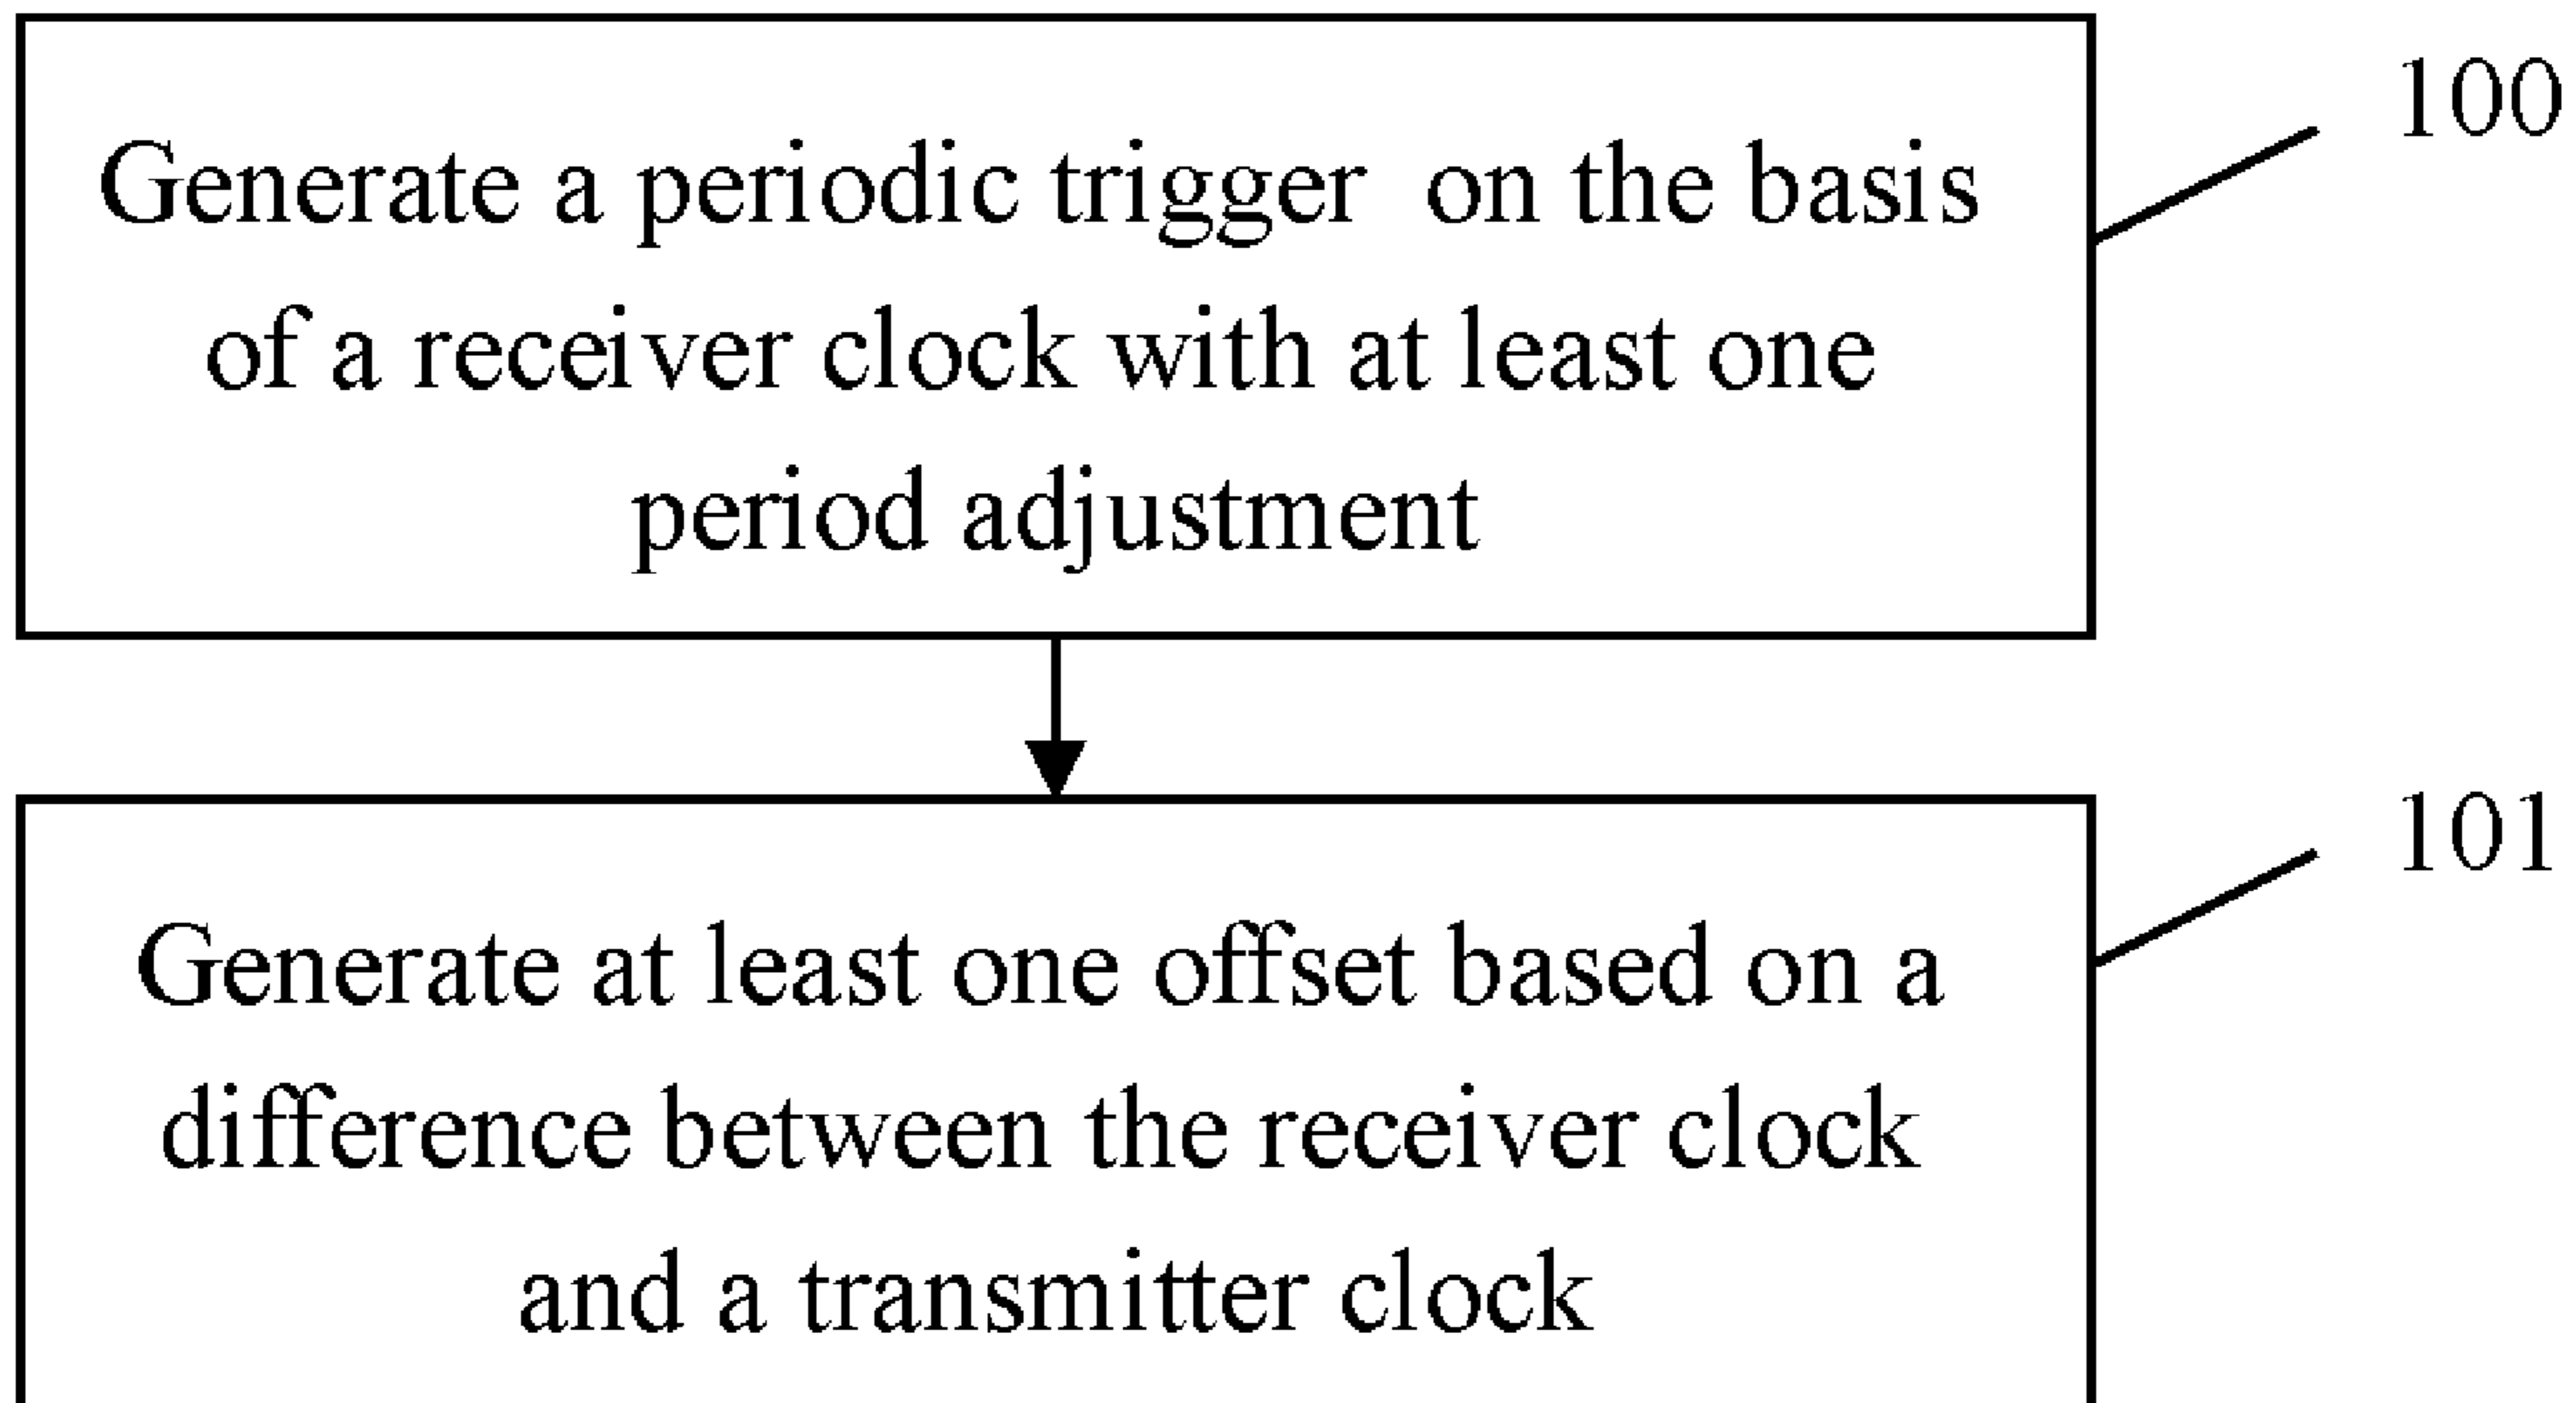 100
Generate a periodic trigger on the basis
of a receiver clock with at least one
period adjustment
101
Generate at least one offset based on a
difference between the receiver clock
and a transmitter clock